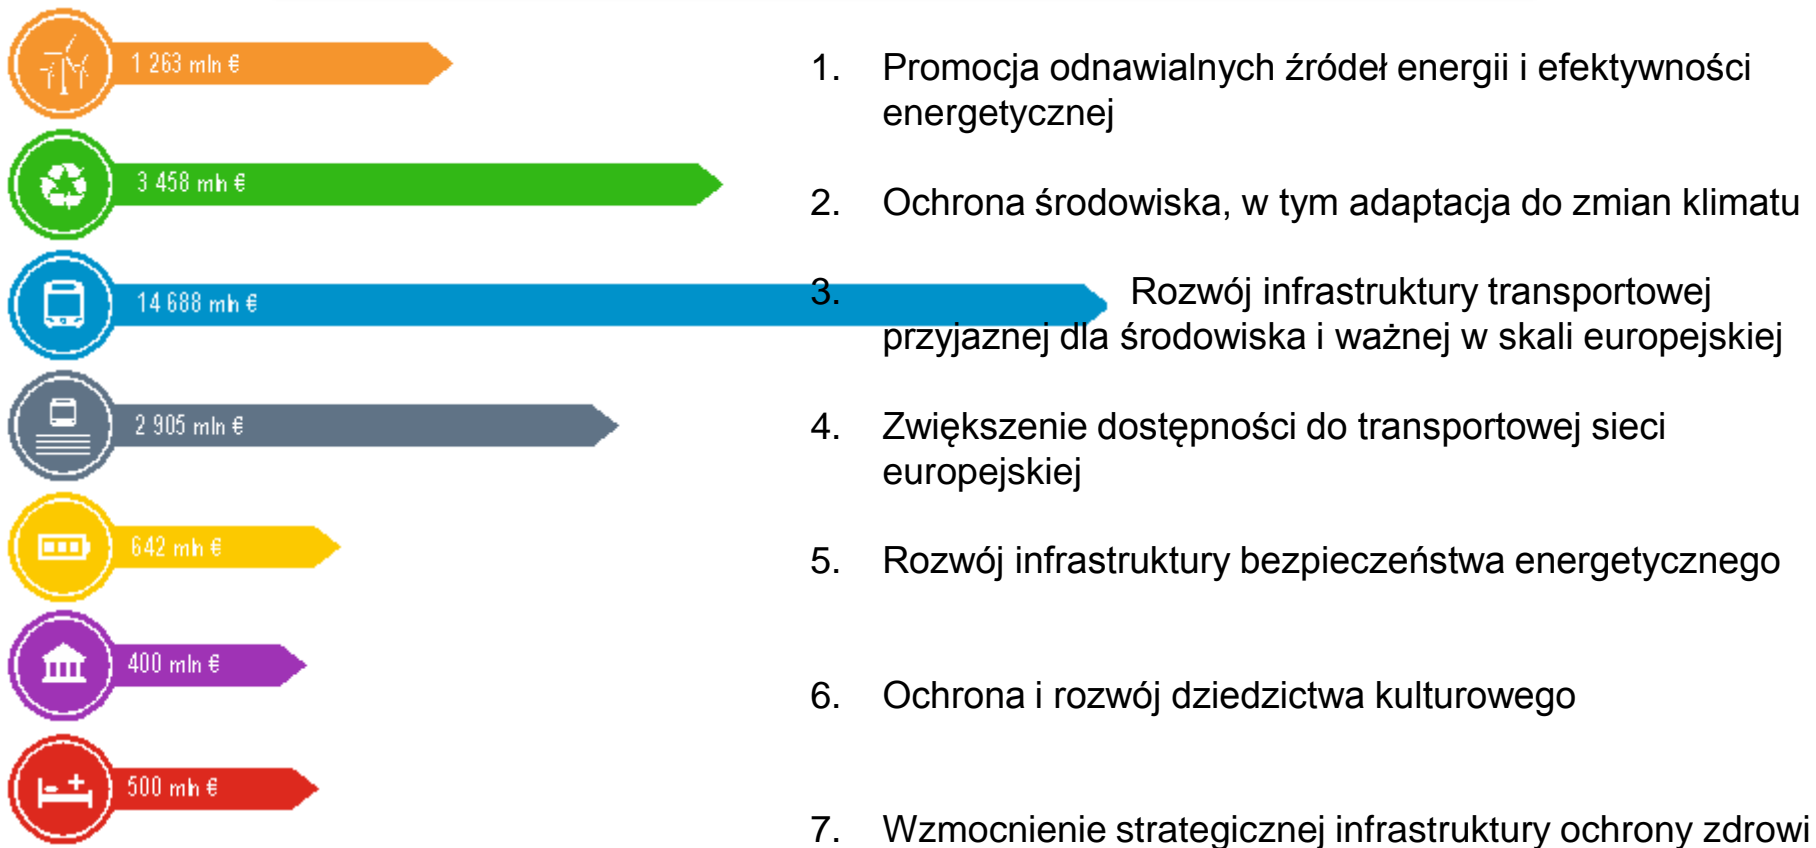 1 263 mln €
1. Promocja odnawialnych źródeł energii i efektywności
energetycznej
3 458 mln €
2. Ochrona środowiska, w tym adaptacja do zmian klimatu
14 688 mln €
3. Rozwój infrastruktury transportowej
przyjaznej dla środowiska i ważnej w skali europejskiej
2 905 mln €
4. Zwiększenie dostępności do transportowej sieci
europejskiej
642 mln €
5. Rozwój infrastruktury bezpieczeństwa energetycznego
400 mln €
6. Ochrona i rozwój dziedzictwa kulturowego
500 mln €
7. Wzmocnienie strategicznej infrastruktury ochrony zdrowi